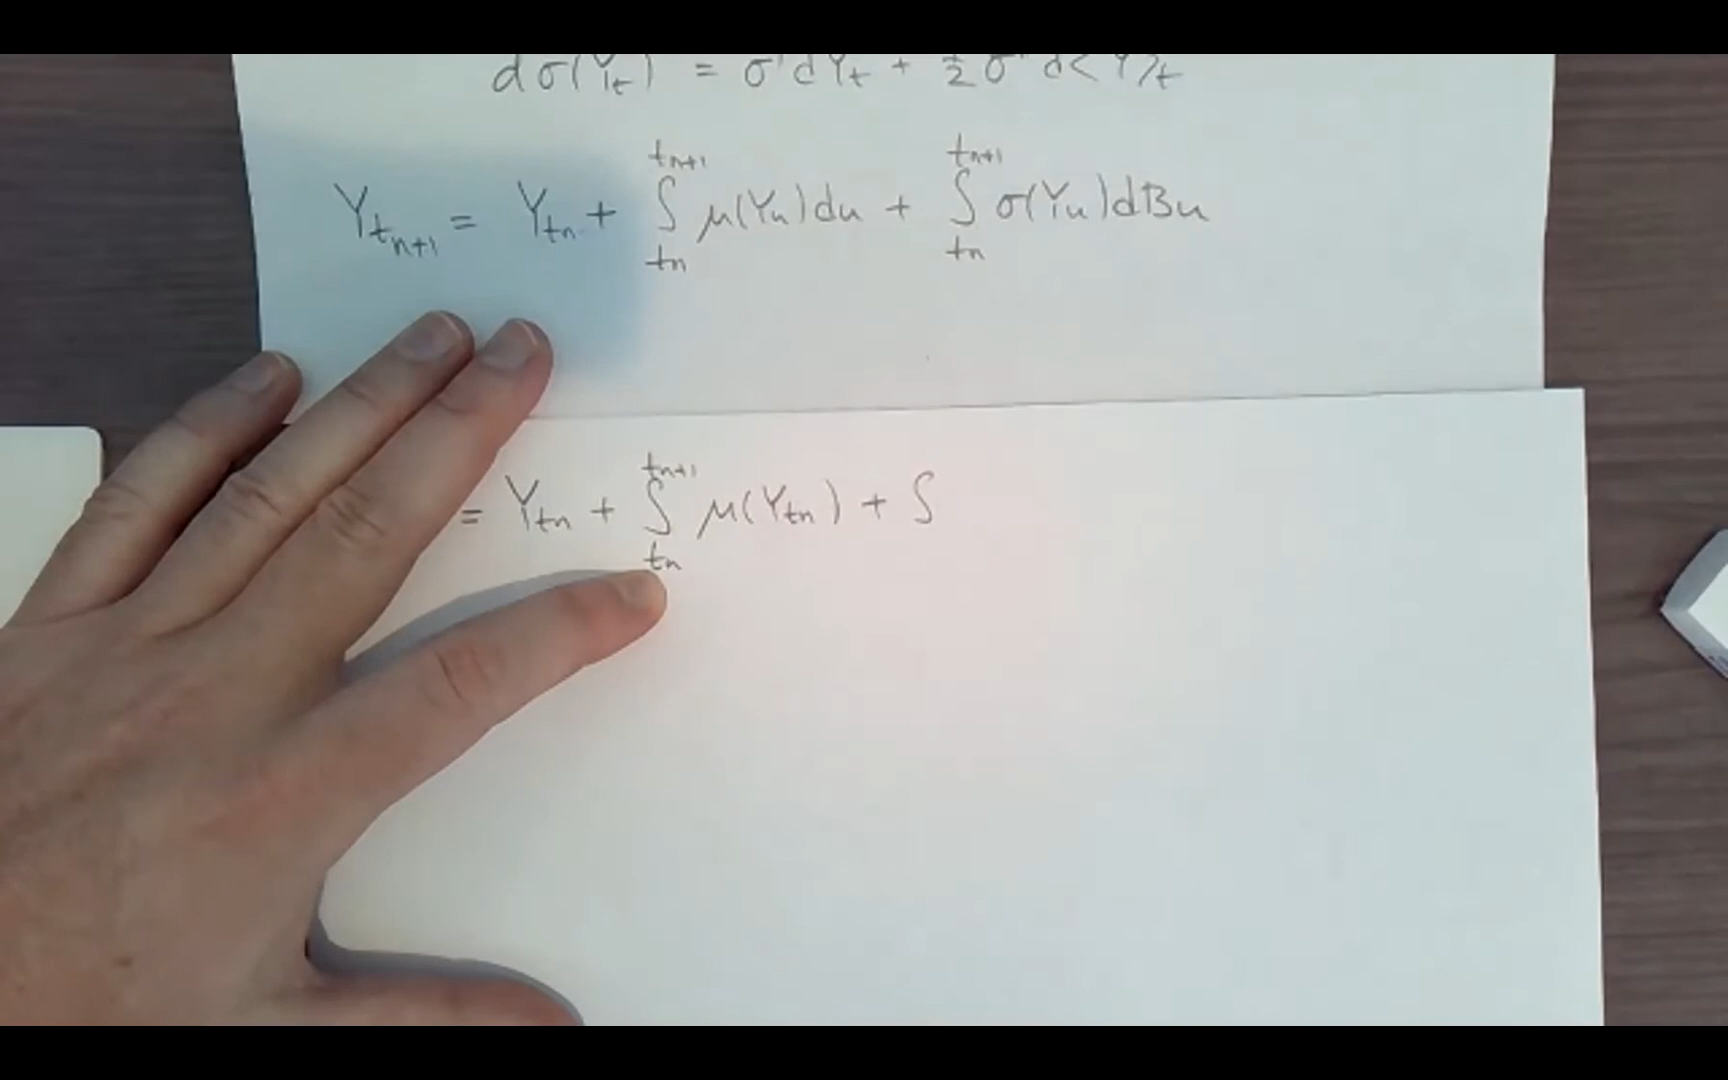 dσ(Y_t) = σ' dY_t + ½ σ'' d<Y>_t
Y_{t_{n+1}} = Y_{t_n} + ∫_{t_n}^{t_{n+1}} μ(Y_u)du + ∫_{t_n}^{t_{n+1}} σ(Y_u)dB_u
= Y_{t_n} + ∫_{t_n}^{t_{n+1}} μ(Y_{t_n}) + ∫